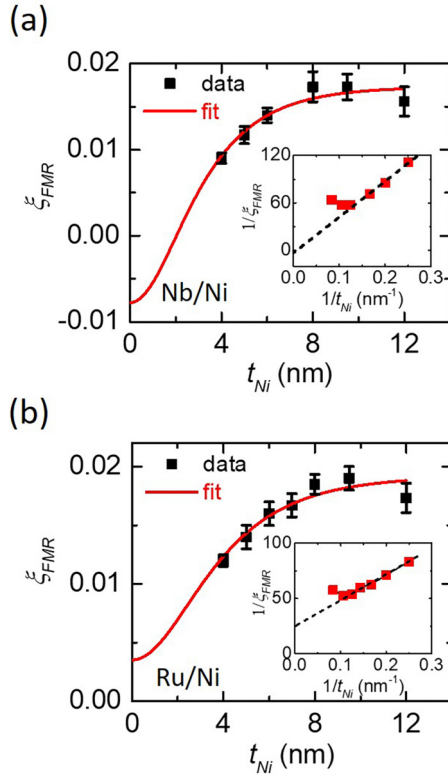 (a)
0.02
0.01
0.00
-0.01
ξFMR
data
fit
120
60
0
1/ξFMR
0.0 0.1 0.2 0.3
1/tNi (nm-1)
Nb/Ni
0 4 8 12
tNi (nm)
(b)
0.02
0.01
0.00
ξFMR
data
fit
100
50
0
1/ξFMR
0.0 0.1 0.2 0.3
1/tNi (nm-1)
Ru/Ni
0 4 8 12
tNi (nm)